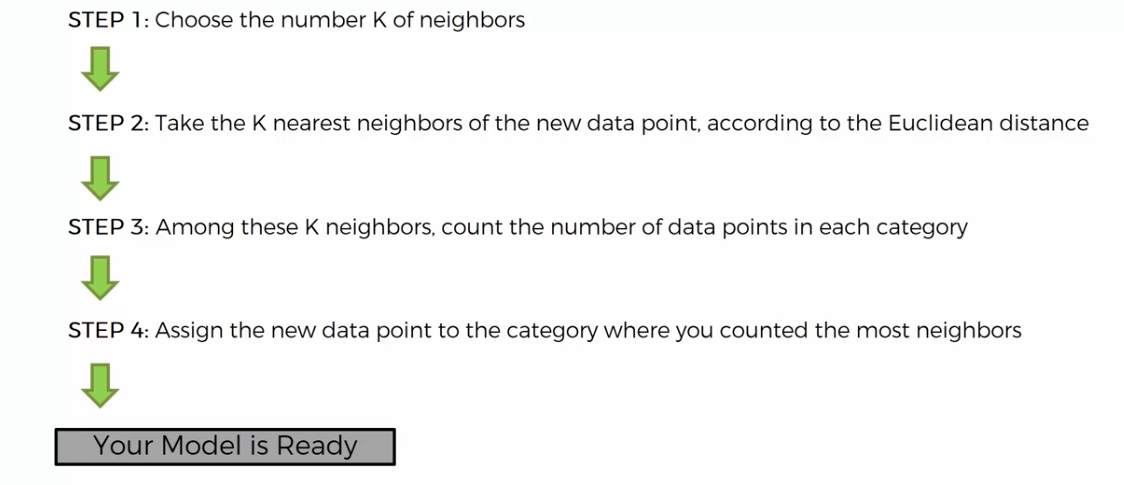 STEP 1: Choose the number K of neighbors
STEP 2: Take the K nearest neighbors of the new data point, according to the Euclidean distance
STEP 3: Among these K neighbors, count the number of data points in each category
STEP 4: Assign the new data point to the category where you counted the most neighbors
Your Model is Ready